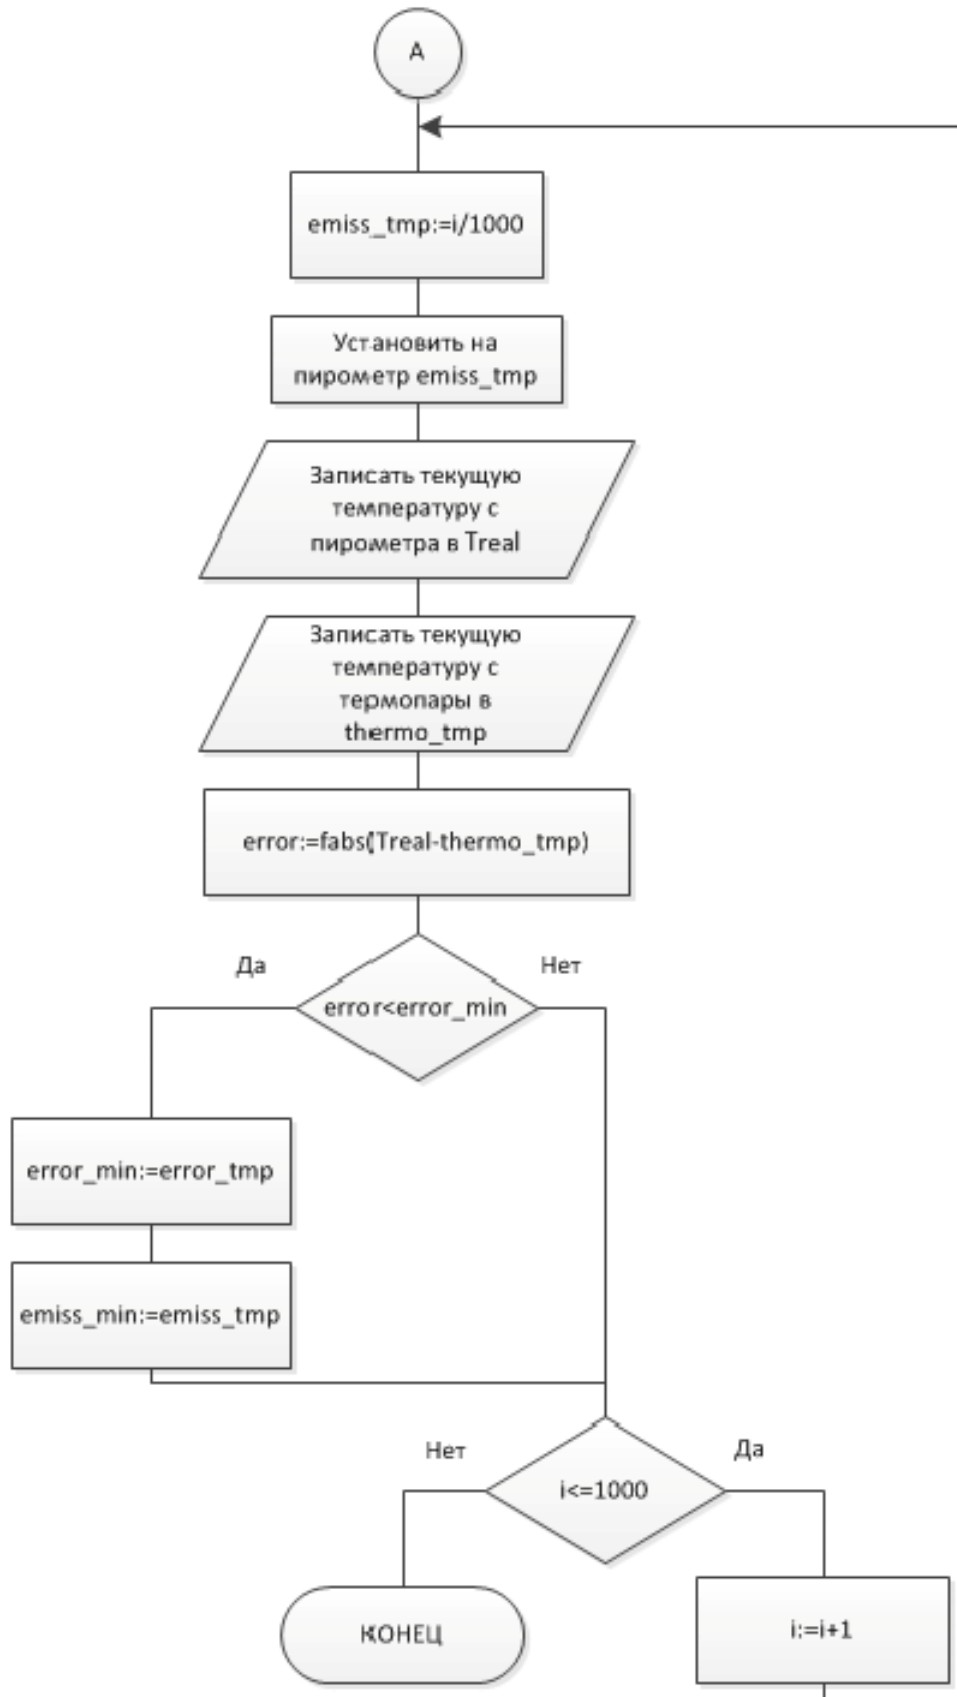 A
emiss_tmp:=i/1000
Установить на
пирометр emiss_tmp
Записать текущую
температуру с
пирометра в Treal
Записать текущую
температуру с
термопары в
thermo_tmp
error:=fabs(Treal-thermo_tmp)
Да
Нет
error<error_min
error_min:=error_tmp
emiss_min:=emiss_tmp
Нет
Да
i<=1000
КОНЕЦ
i:=i+1